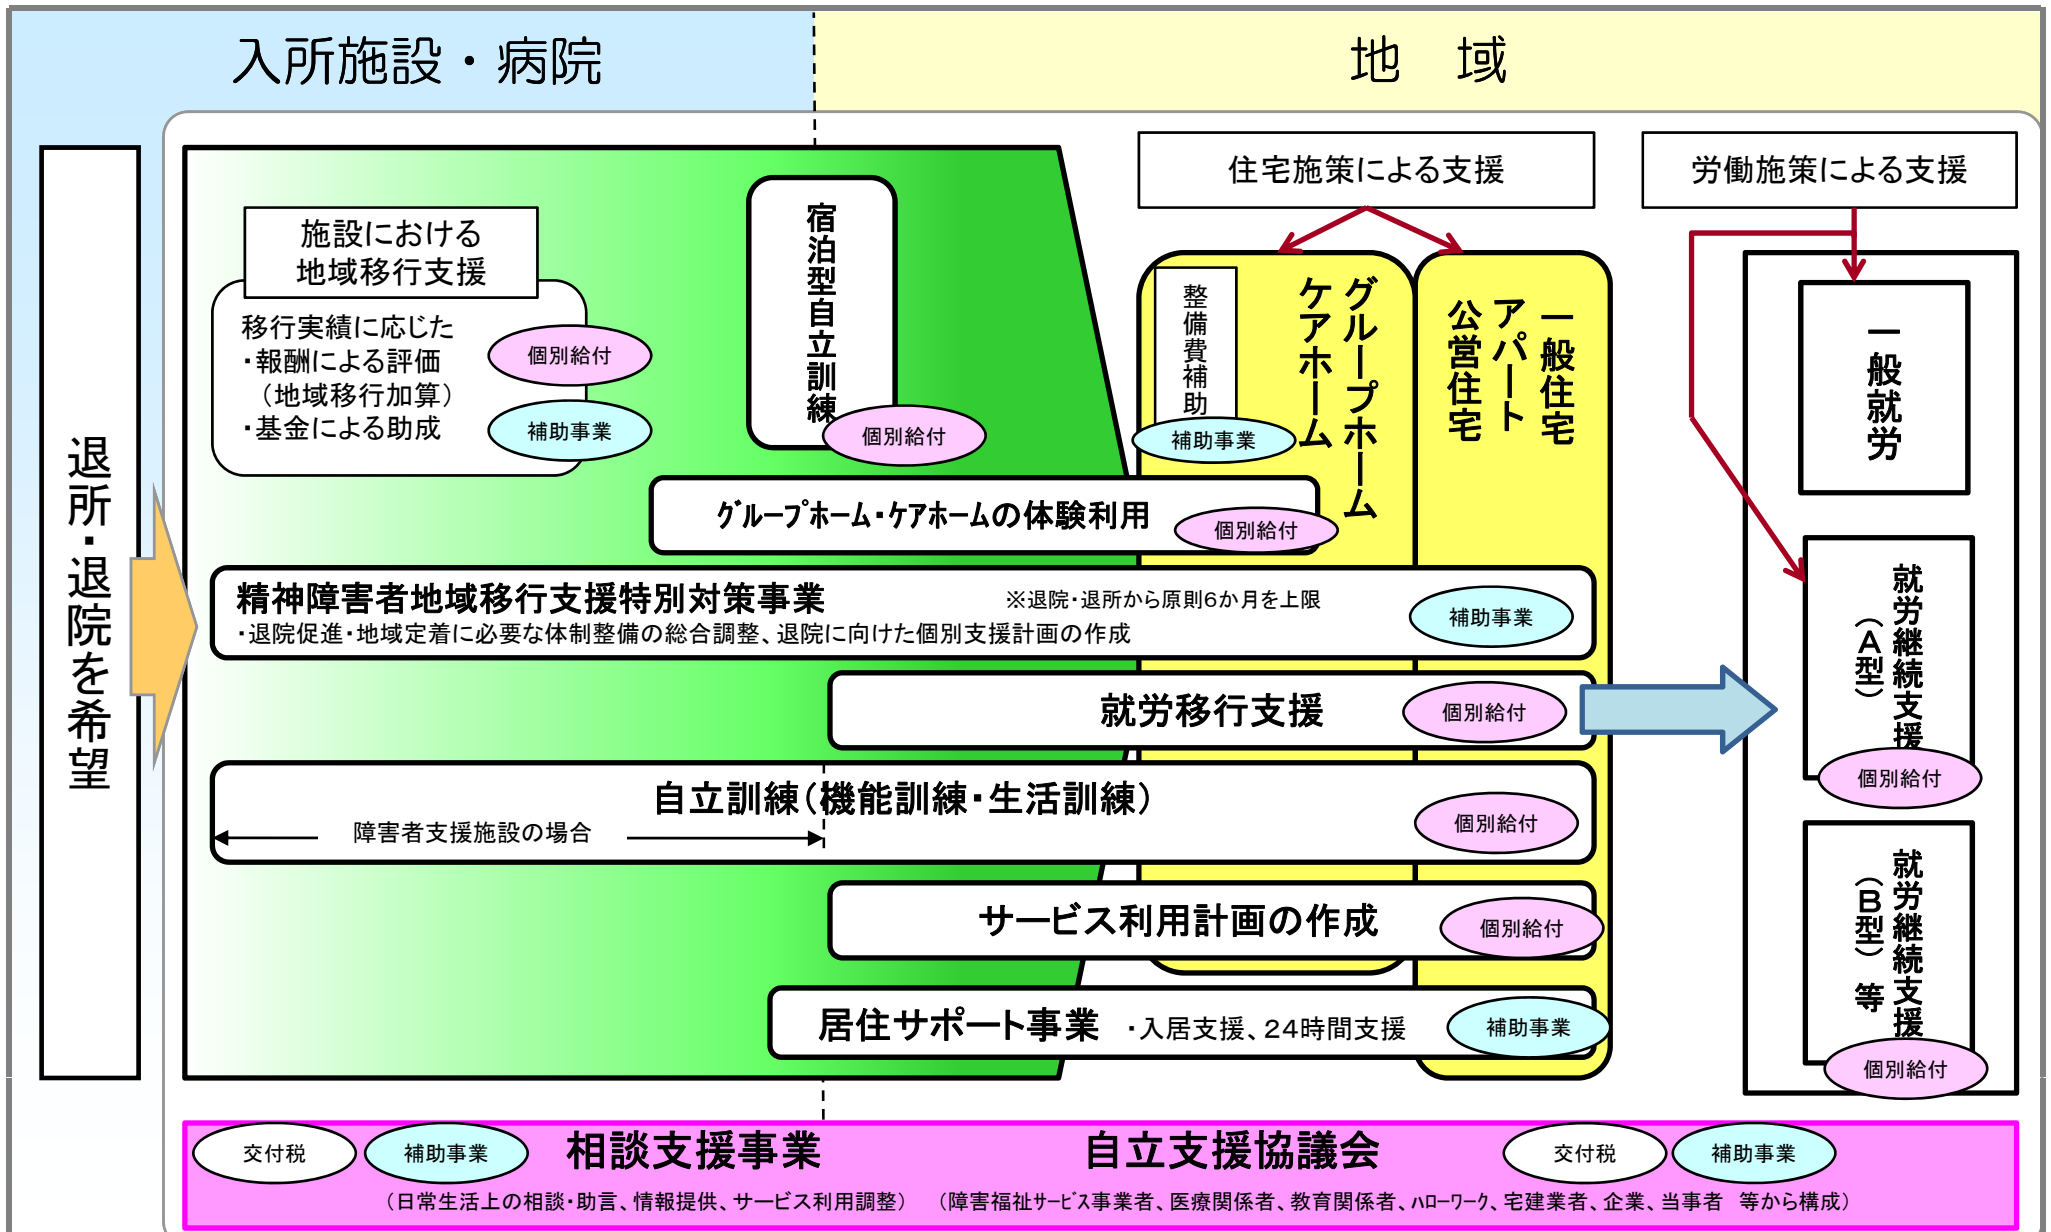 入所施設・病院
地　域
退所・退院を希望
施設における
地域移行支援
移行実績に応じた
・報酬による評価
（地域移行加算）
・基金による助成
個別給付
補助事業
宿泊型自立訓練
個別給付
住宅施策による支援
労働施策による支援
整備費補助
補助事業
グループホーム
ケアホーム
一般住宅
アパート
公営住宅
一般就労
グループホーム・ケアホームの体験利用
個別給付
精神障害者地域移行支援特別対策事業
※退院・退所から原則6か月を上限
・退院促進・地域定着に必要な体制整備の総合調整、退院に向けた個別支援計画の作成
補助事業
就労移行支援
個別給付
就労継続支援
（Ａ型）
個別給付
自立訓練（機能訓練・生活訓練）
障害者支援施設の場合
個別給付
サービス利用計画の作成
個別給付
就労継続支援
（Ｂ型）等
個別給付
居住サポート事業
・入居支援、24時間支援
補助事業
交付税
補助事業
相談支援事業
（日常生活上の相談・助言、情報提供、サービス利用調整）
自立支援協議会
交付税
補助事業
（障害福祉サービス事業者、医療関係者、教育関係者、ハローワーク、宅建業者、企業、当事者　等から構成）